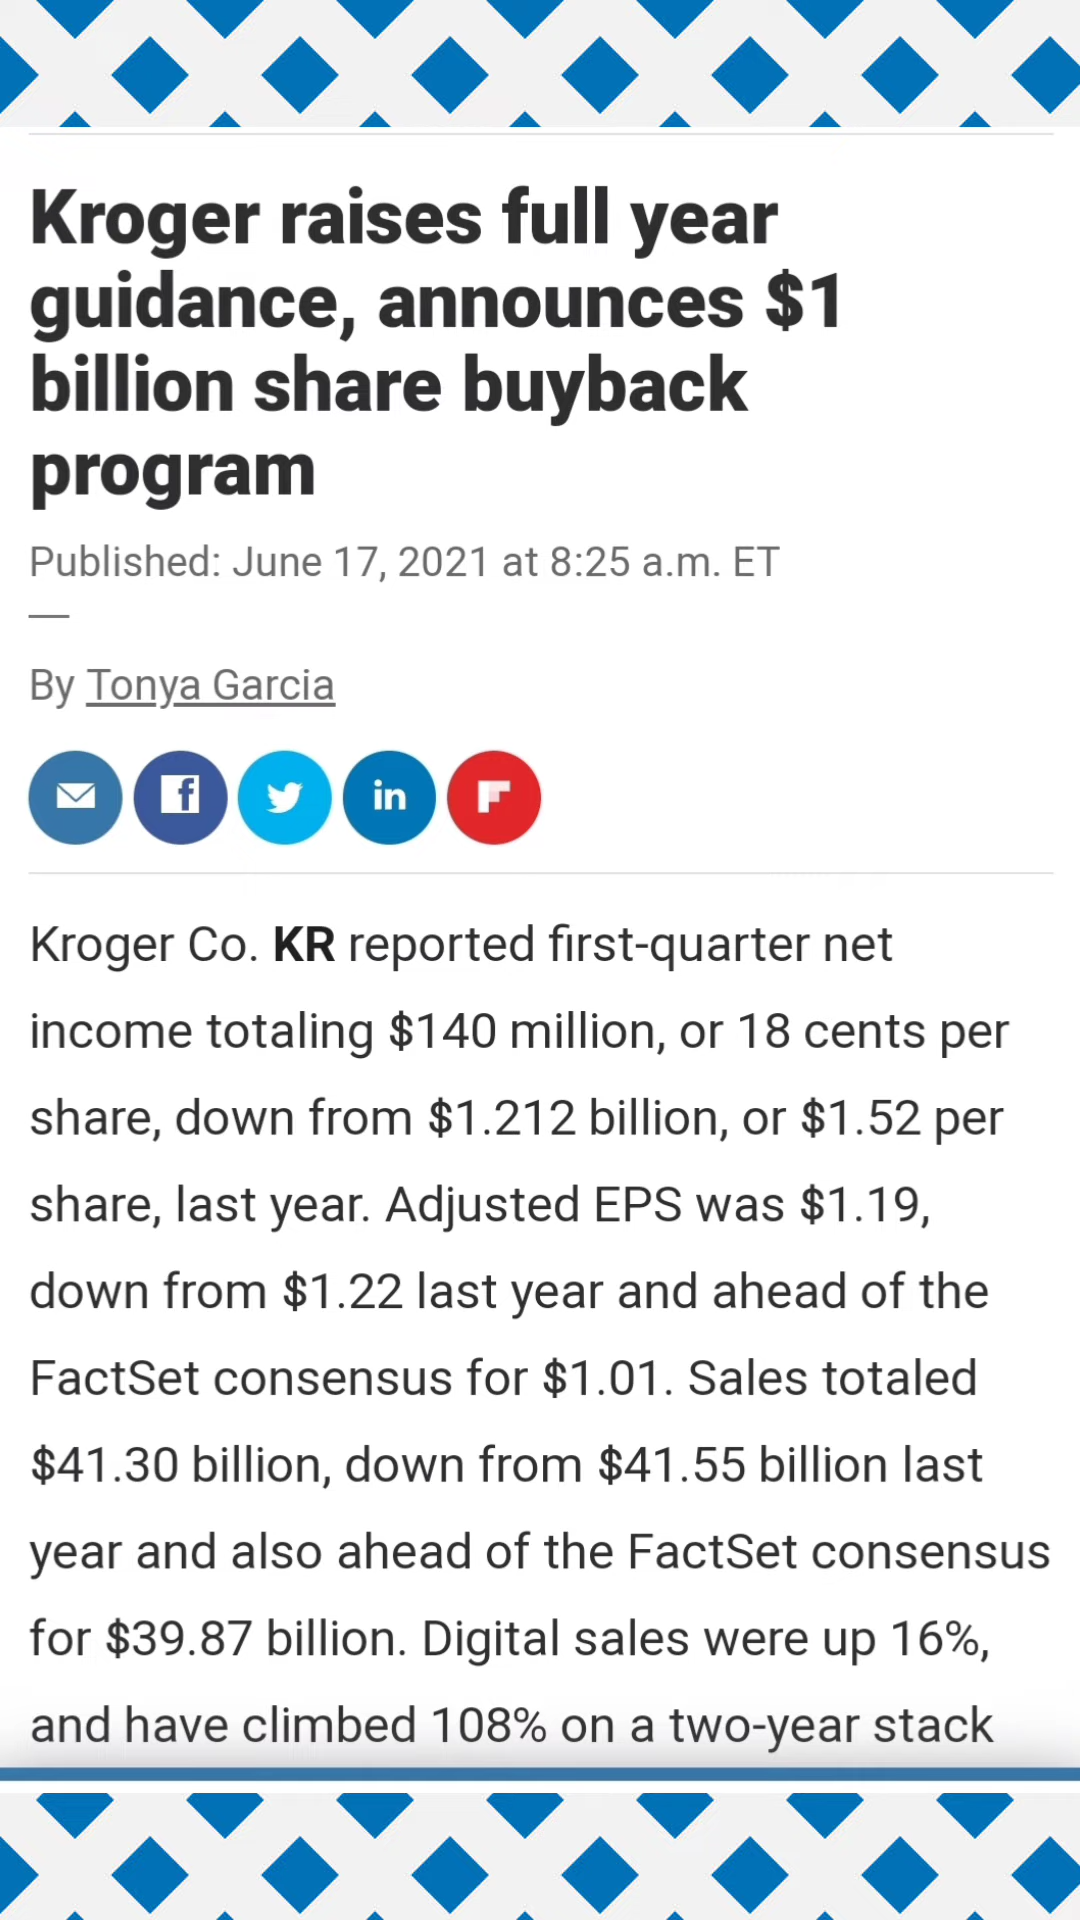 Kroger raises full year
guidance, announces $1
billion share buyback
program
Published: June 17, 2021 at 8:25 a.m. ET
By Tonya Garcia
Kroger Co. KR reported first-quarter net
income totaling $140 million, or 18 cents per
share, down from $1.212 billion, or $1.52 per
share, last year. Adjusted EPS was $1.19,
down from $1.22 last year and ahead of the
FactSet consensus for $1.01. Sales totaled
$41.30 billion, down from $41.55 billion last
year and also ahead of the FactSet consensus
for $39.87 billion. Digital sales were up 16%,
and have climbed 108% on a two-year stack